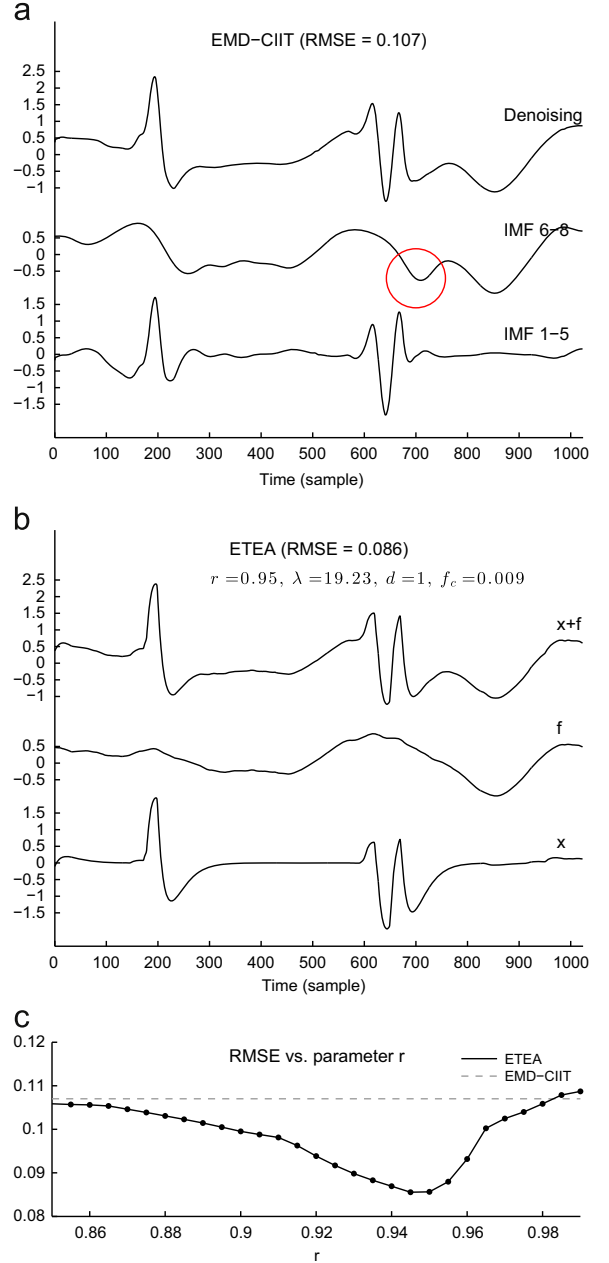 a
EMD−CIIT (RMSE = 0.107)
2.5
1.5
0.5
0
−0.5
−1
Denoising
0.5
−0.5
IMF 6−8
1.5
1
0.5
0
−0.5
−1
−1.5
IMF 1−5
0 100 200 300 400 500 600 700 800 900 1000
Time (sample)
b
ETEA (RMSE = 0.086)
r =0.95, λ =19.23, d =1, f_c =0.009
2.5
1.5
1
0.5
0
−0.5
−1
x+f
0.5
−0.5
f
1.5
1
0.5
0
−0.5
−1
−1.5
x
0 100 200 300 400 500 600 700 800 900 1000
Time (sample)
c
RMSE vs. parameter r
ETEA
EMD−CIIT
0.12
0.11
0.1
0.09
0.08
0.86 0.88 0.9 0.92 0.94 0.96 0.98
r